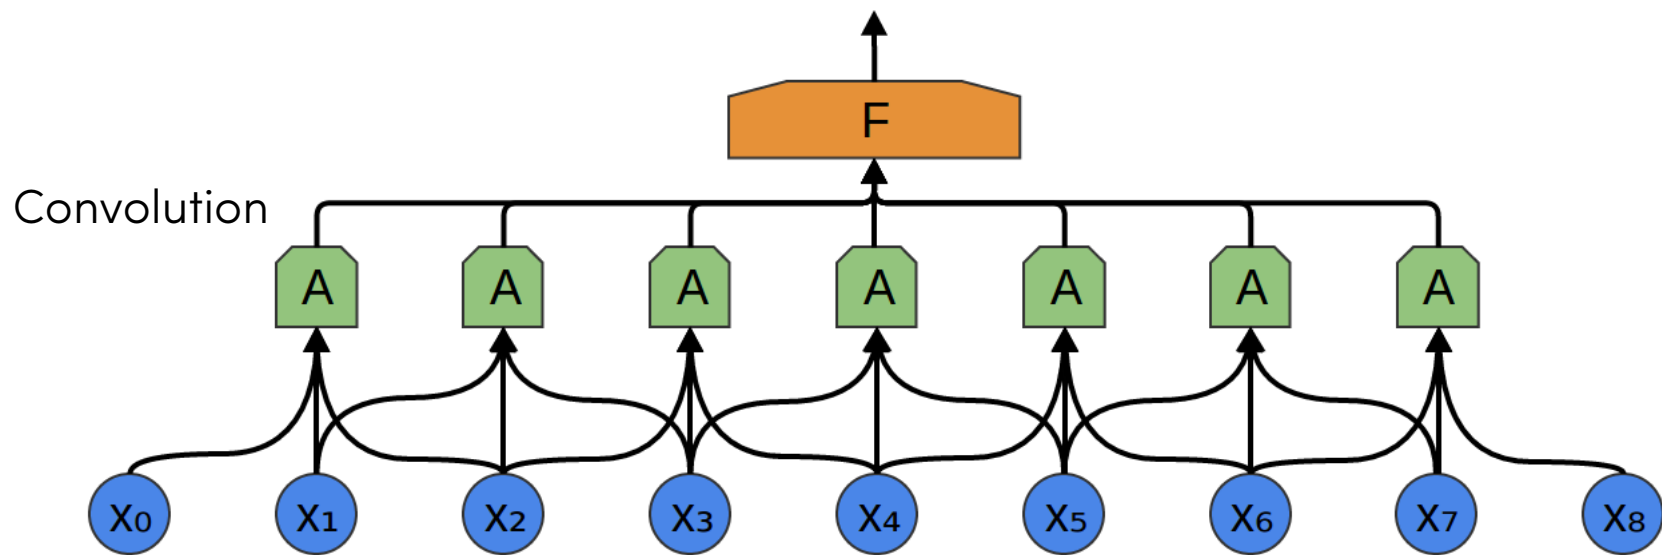 F
Convolution
A A A A A A A
x₀ x₁ x₂ x₃ x₄ x₅ x₆ x₇ x₈